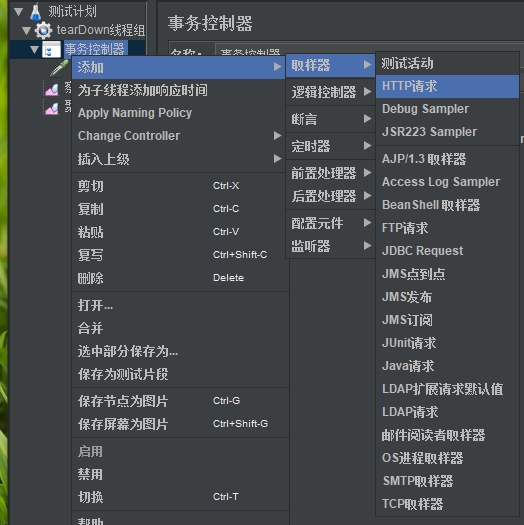 测试计划
tearDown线程组
事务控制器
事务控制器
名称：
事务控制器
添加
为子线程添加响应时间
Apply Naming Policy
Change Controller
插入上级
剪切 Ctrl-X
复制 Ctrl-C
粘贴 Ctrl-V
复写 Ctrl+Shift-C
删除 Delete
打开...
合并
选中部分保存为...
保存为测试片段
保存节点为图片 Ctrl-G
保存屏幕为图片 Ctrl+Shift-G
启用
禁用
切换 Ctrl-T
帮助
取样器
逻辑控制器
断言
定时器
前置处理器
后置处理器
配置元件
监听器
测试活动
HTTP请求
Debug Sampler
JSR223 Sampler
AJP/1.3 取样器
Access Log Sampler
BeanShell 取样器
FTP请求
JDBC Request
JMS点到点
JMS发布
JMS订阅
JUnit请求
Java请求
LDAP扩展请求默认值
LDAP请求
邮件阅读者取样器
OS进程取样器
SMTP取样器
TCP取样器